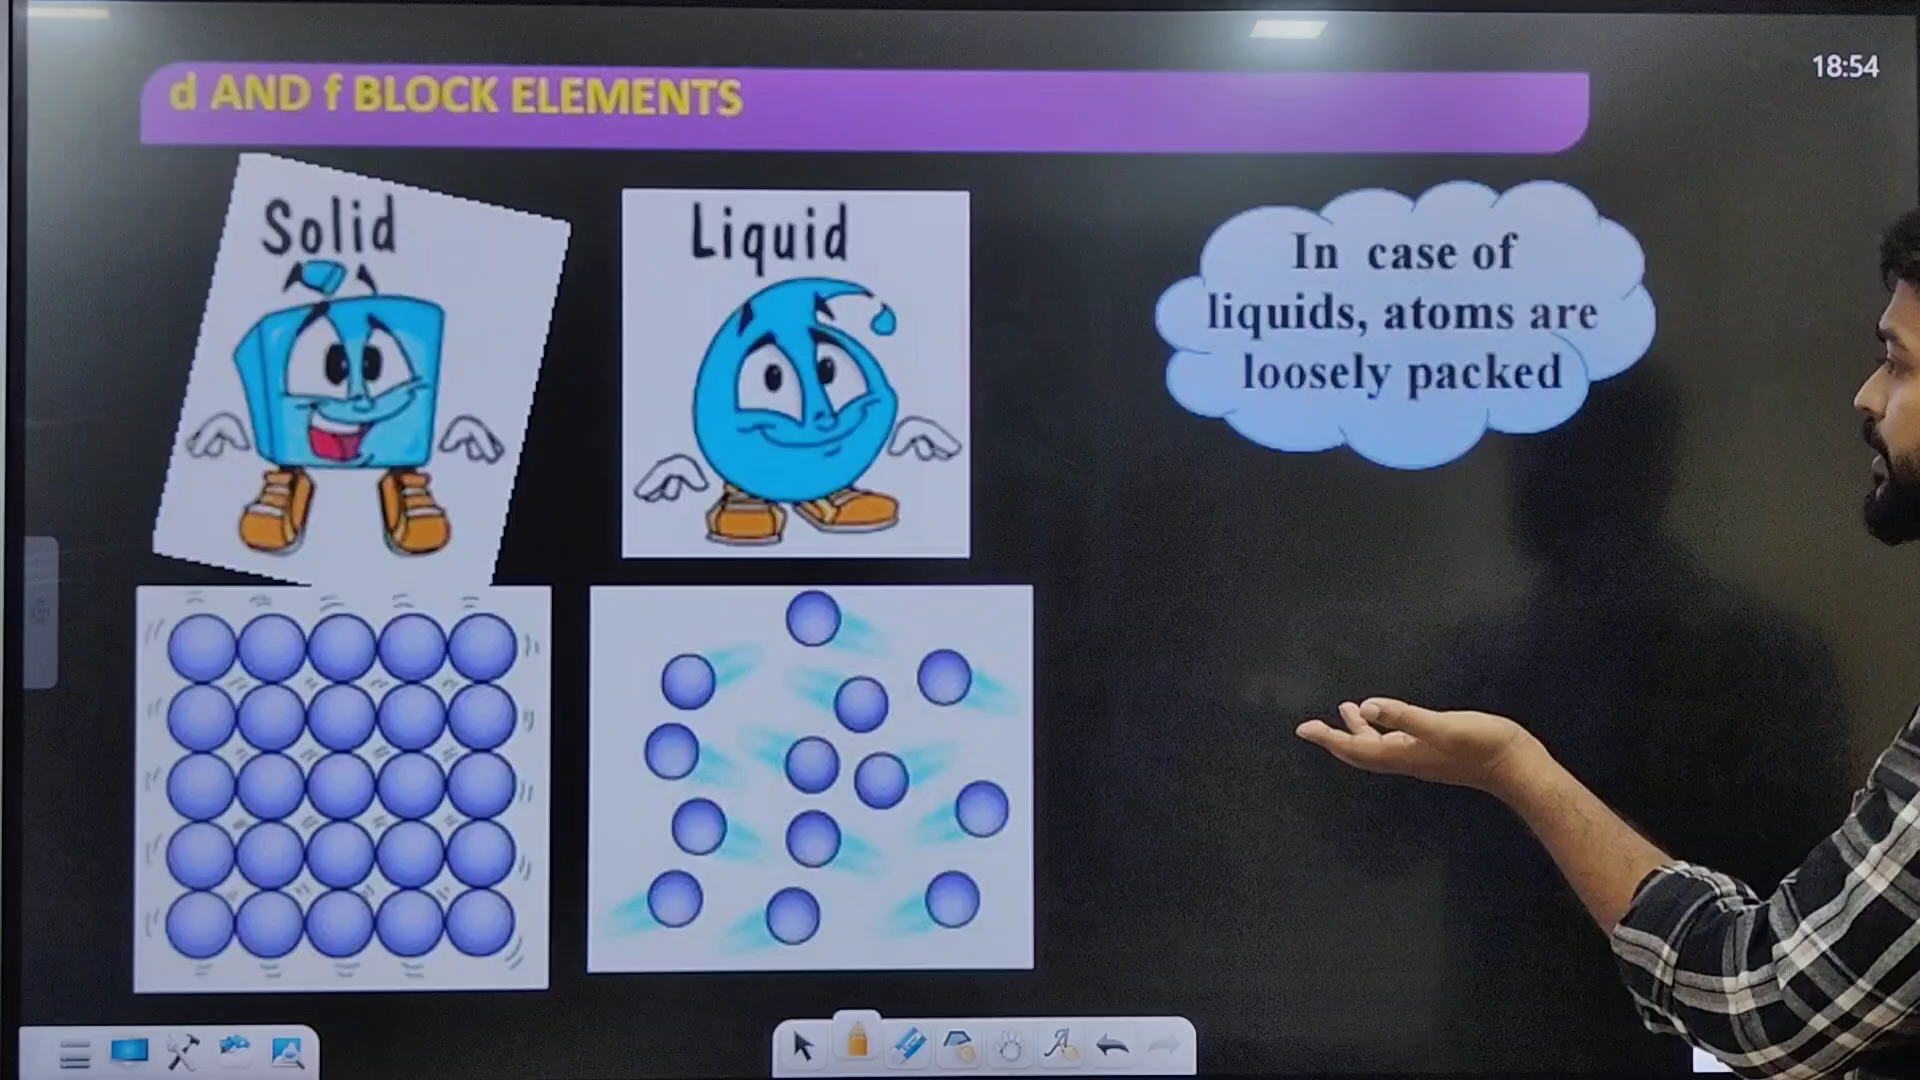 d AND f BLOCK ELEMENTS
18:54
Solid
Liquid
In case of
liquids, atoms are
loosely packed